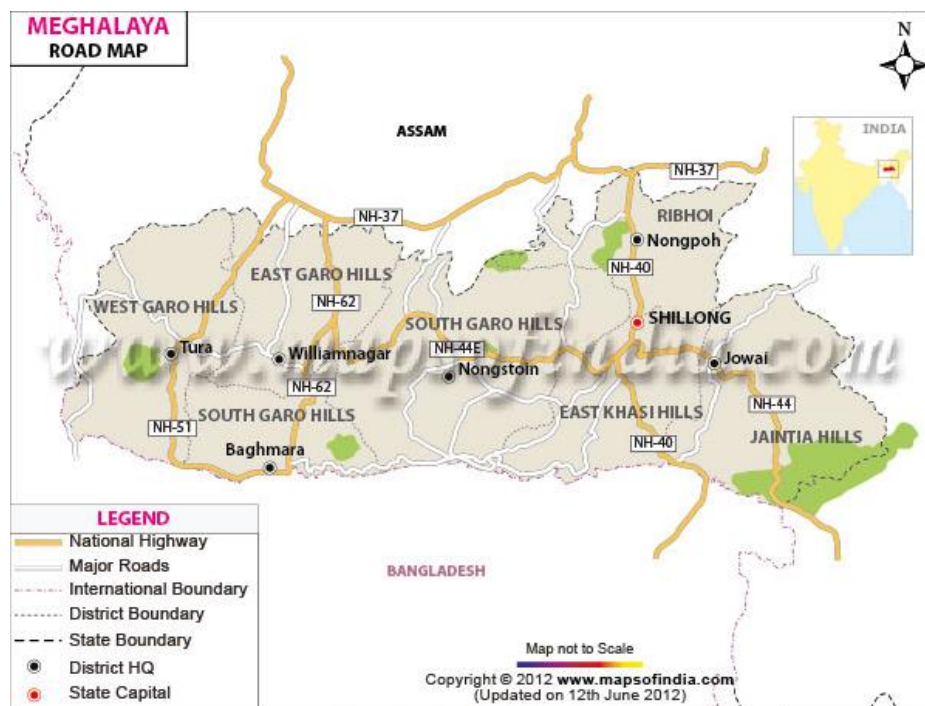 MEGHALAYA
ROAD MAP
N
INDIA
ASSAM
NH-37
NH-37
RIBHOI
Nongpoh
NH-40
EAST GARO HILLS
WEST GARO HILLS
NH-62
SOUTH GARO HILLS
SHILLONG
www.mapsofindia.com
Tura
Williamnagar
NH-44E
Nongstoin
Jowai
NH-62
SOUTH GARO HILLS
EAST KHASI HILLS
NH-44
NH-51
NH-40
JAINTIA HILLS
Baghmara
LEGEND
National Highway
Major Roads
International Boundary
District Boundary
State Boundary
District HQ
State Capital
BANGLADESH
Map not to Scale
Copyright © 2012 www.mapsofindia.com
(Updated on 12th June 2012)